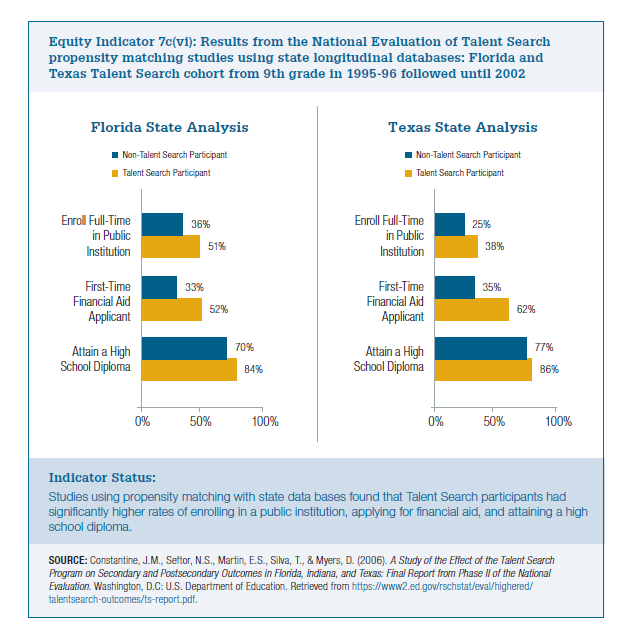 Equity Indicator 7c(vi): Results from the National Evaluation of Talent Search
propensity matching studies using state longitudinal databases: Florida and
Texas Talent Search cohort from 9th grade in 1995-96 followed until 2002
Florida State Analysis
Non-Talent Search Participant
Talent Search Participant
Enroll Full-Time
in Public
Institution
36%
51%
First-Time
Financial Aid
Applicant
33%
52%
Attain a High
School Diploma
70%
84%
0% 50% 100%
Texas State Analysis
Non-Talent Search Participant
Talent Search Participant
Enroll Full-Time
in Public
Institution
25%
38%
First-Time
Financial Aid
Applicant
35%
62%
Attain a High
School Diploma
77%
86%
0% 50% 100%
Indicator Status:
Studies using propensity matching with state data bases found that Talent Search participants had
significantly higher rates of enrolling in a public institution, applying for financial aid, and attaining a high
school diploma.
SOURCE: Constantine, J.M., Seftor, N.S., Martin, E.S., Silva, T., & Myers, D. (2006). A Study of the Effect of the Talent Search
Program on Secondary and Postsecondary Outcomes in Florida, Indiana, and Texas: Final Report from Phase II of the National
Evaluation. Washington, D.C: U.S. Department of Education. Retrieved from https://www2.ed.gov/rschstat/eval/highered/
talentsearch-outcomes/ts-report.pdf.